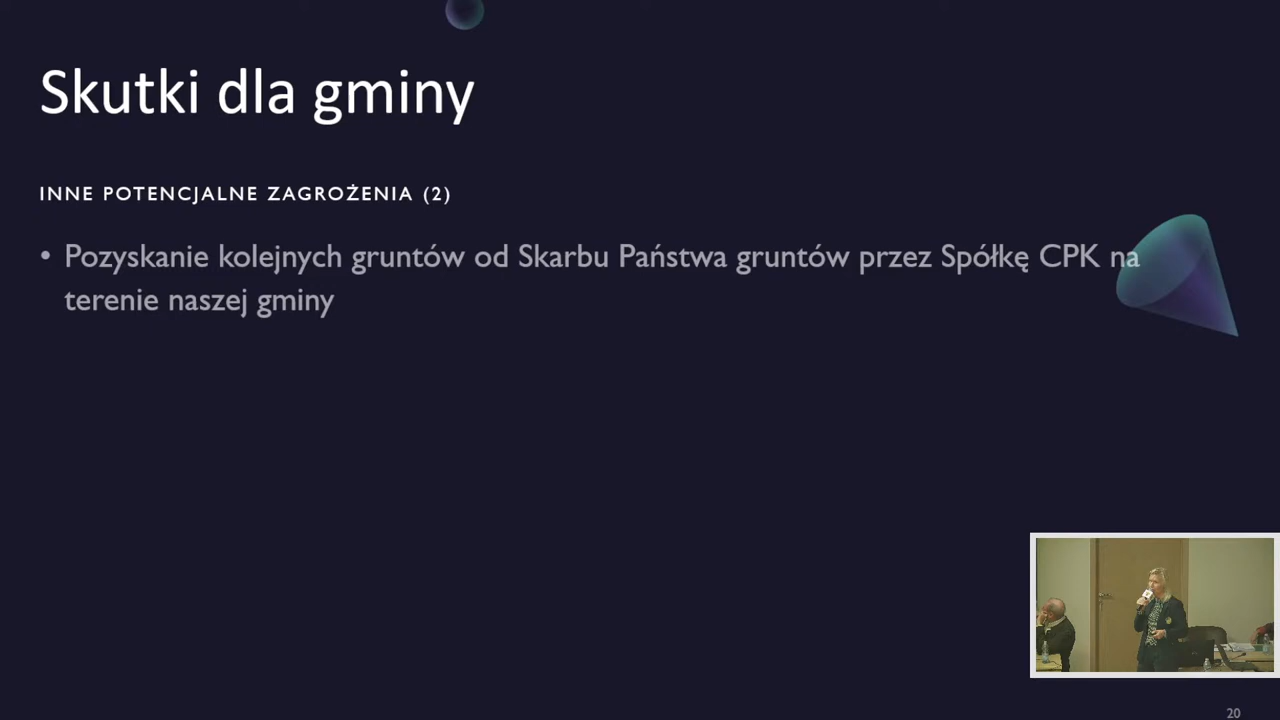 Skutki dla gminy
INNE POTENCJALNE ZAGROŻENIA (2)
• Pozyskanie kolejnych gruntów od Skarbu Państwa gruntów przez Spółkę CPK na
terenie naszej gminy
20